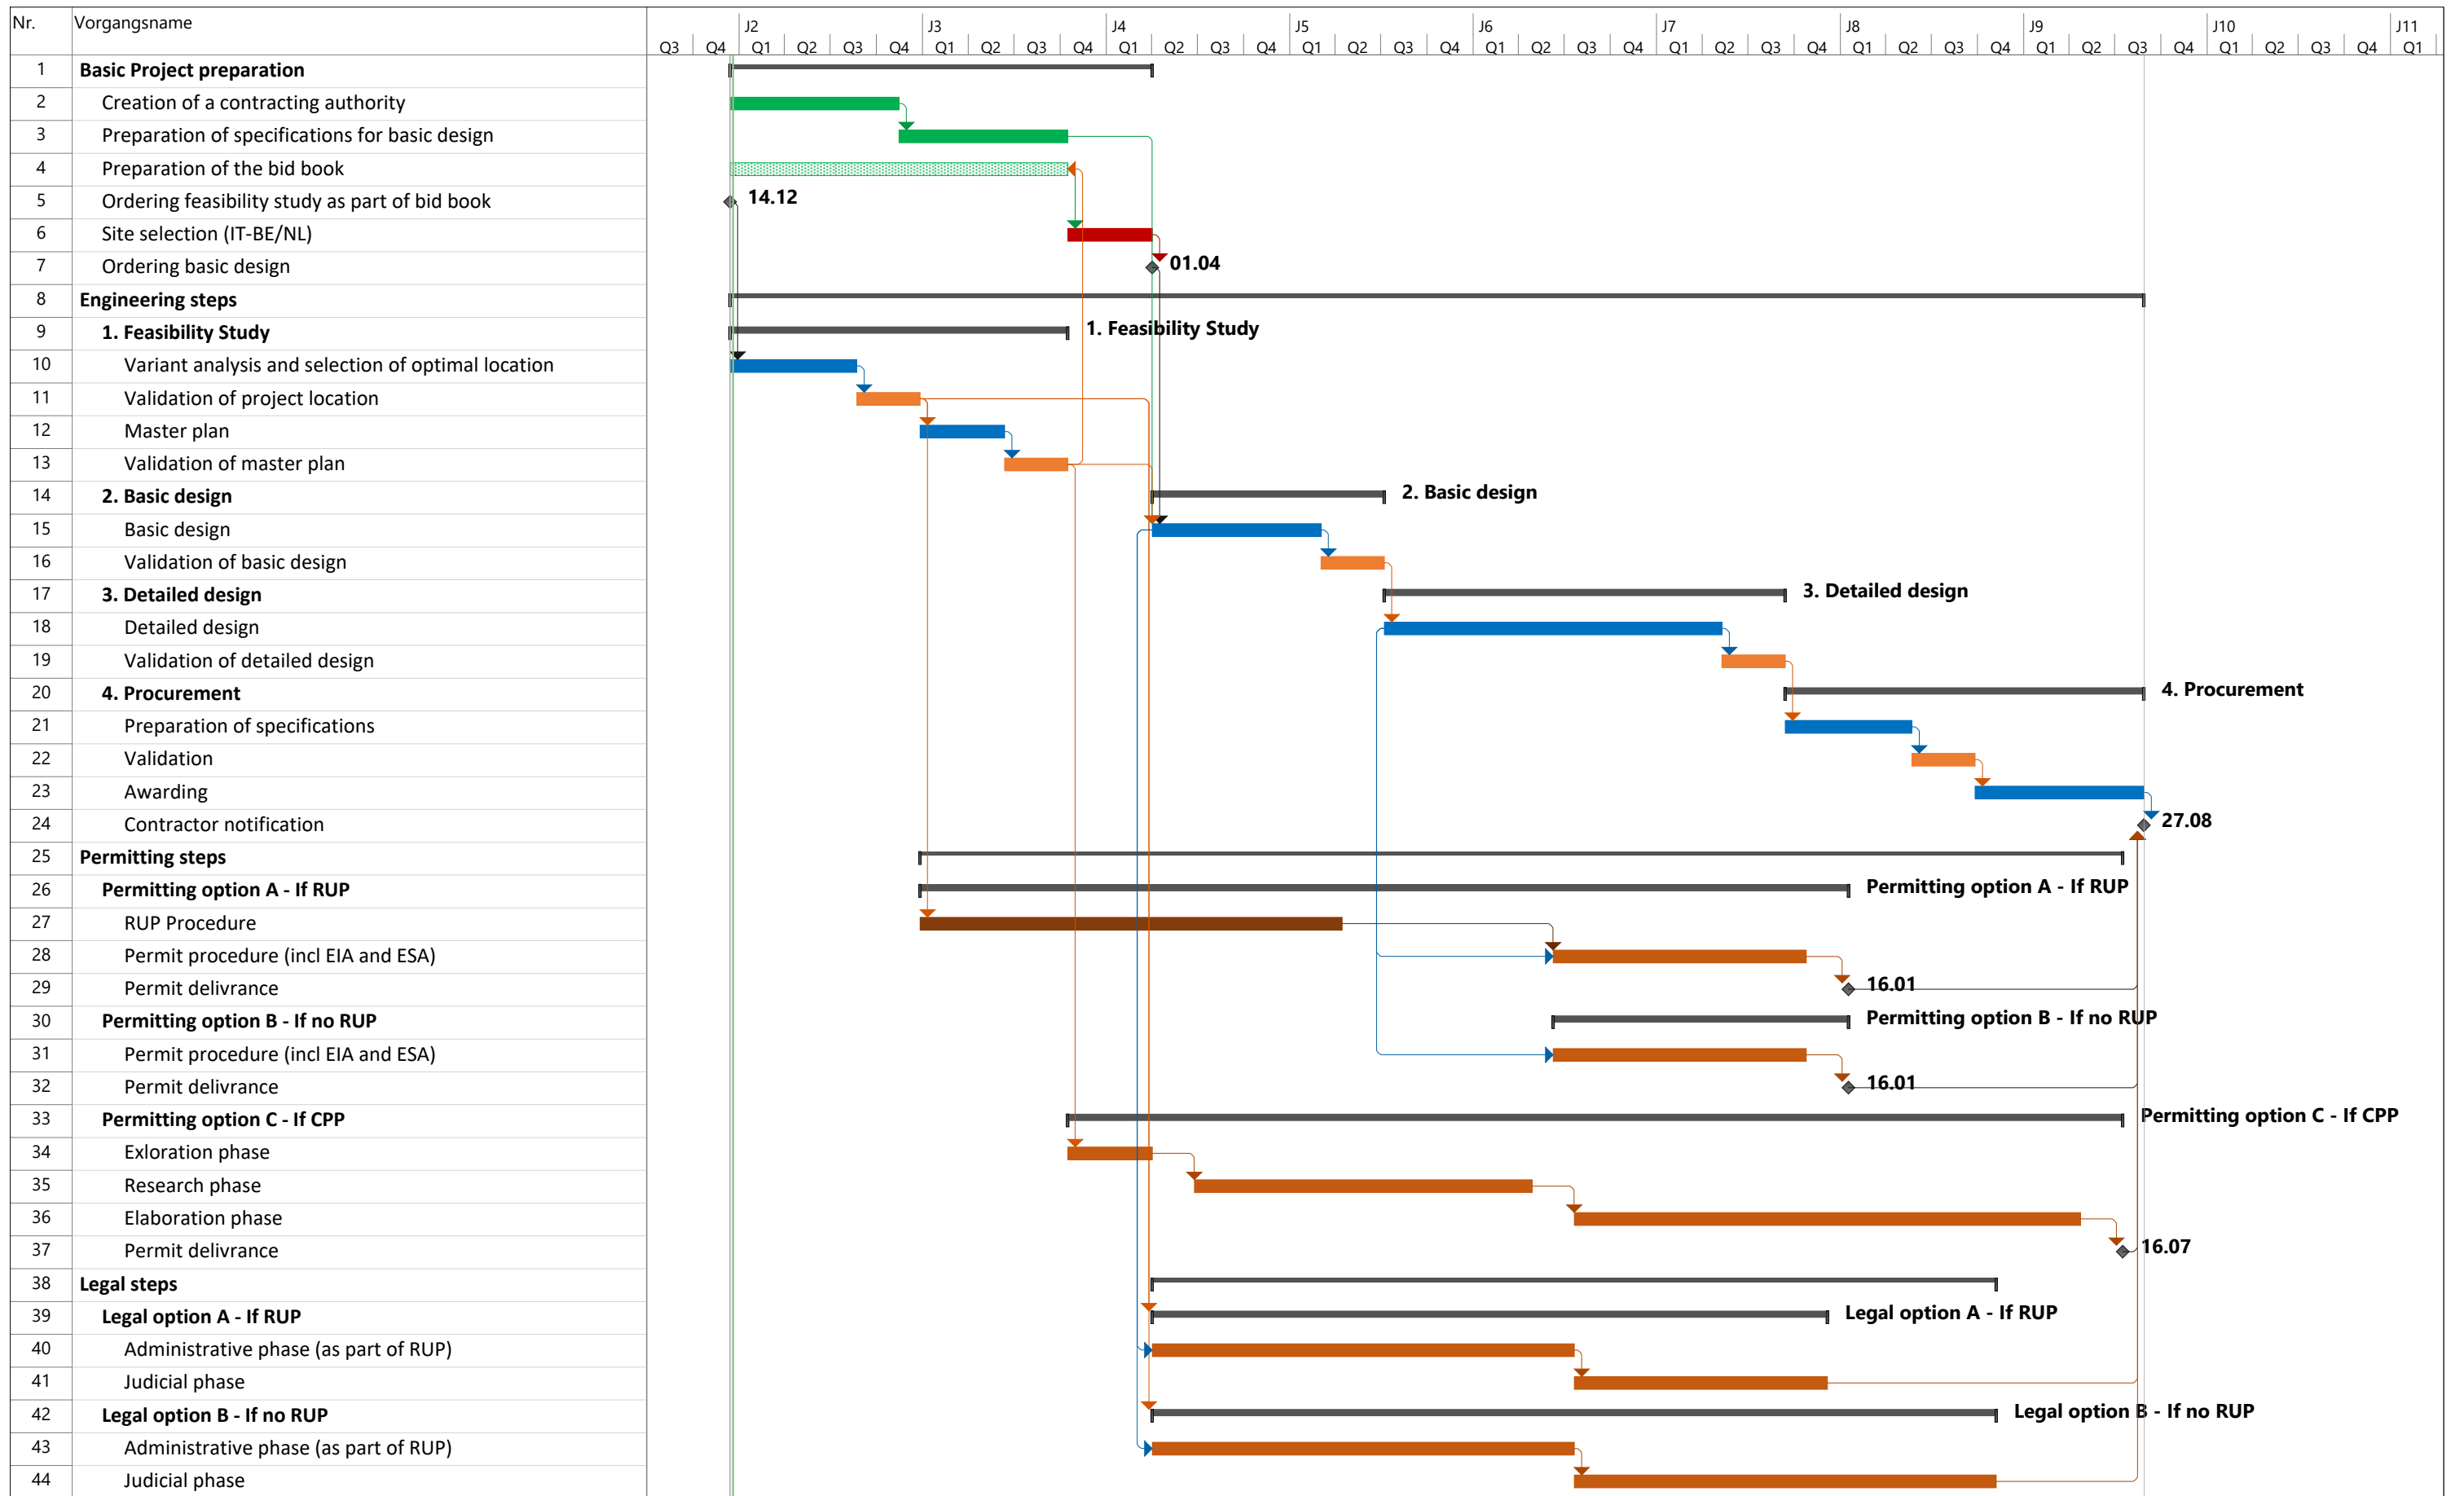 Nr. Vorgangsname J2 J3 J4 J5 J6 J7 J8 J9 J10 J11
Q3 Q4 Q1 Q2 Q3 Q4 Q1 Q2 Q3 Q4 Q1 Q2 Q3 Q4 Q1 Q2 Q3 Q4 Q1 Q2 Q3 Q4 Q1 Q2 Q3 Q4 Q1 Q2 Q3 Q4 Q1 Q2 Q3 Q4 Q1 Q2 Q3 Q4 Q1
1 Basic Project preparation
2 Creation of a contracting authority
3 Preparation of specifications for basic design
4 Preparation of the bid book
5 Ordering feasibility study as part of bid book 14.12
6 Site selection (IT-BE/NL)
7 Ordering basic design 01.04
8 Engineering steps
9 1. Feasibility Study 1. Feasibility Study
10 Variant analysis and selection of optimal location
11 Validation of project location
12 Master plan
13 Validation of master plan
14 2. Basic design 2. Basic design
15 Basic design
16 Validation of basic design
17 3. Detailed design 3. Detailed design
18 Detailed design
19 Validation of detailed design
20 4. Procurement 4. Procurement
21 Preparation of specifications
22 Validation
23 Awarding
24 Contractor notification 27.08
25 Permitting steps
26 Permitting option A - If RUP Permitting option A - If RUP
27 RUP Procedure
28 Permit procedure (incl EIA and ESA)
29 Permit delivrance 16.01
30 Permitting option B - If no RUP Permitting option B - If no RUP
31 Permit procedure (incl EIA and ESA)
32 Permit delivrance 16.01
33 Permitting option C - If CPP Permitting option C - If CPP
34 Exloration phase
35 Research phase
36 Elaboration phase
37 Permit delivrance 16.07
38 Legal steps
39 Legal option A - If RUP Legal option A - If RUP
40 Administrative phase (as part of RUP)
41 Judicial phase
42 Legal option B - If no RUP Legal option B - If no RUP
43 Administrative phase (as part of RUP)
44 Judicial phase